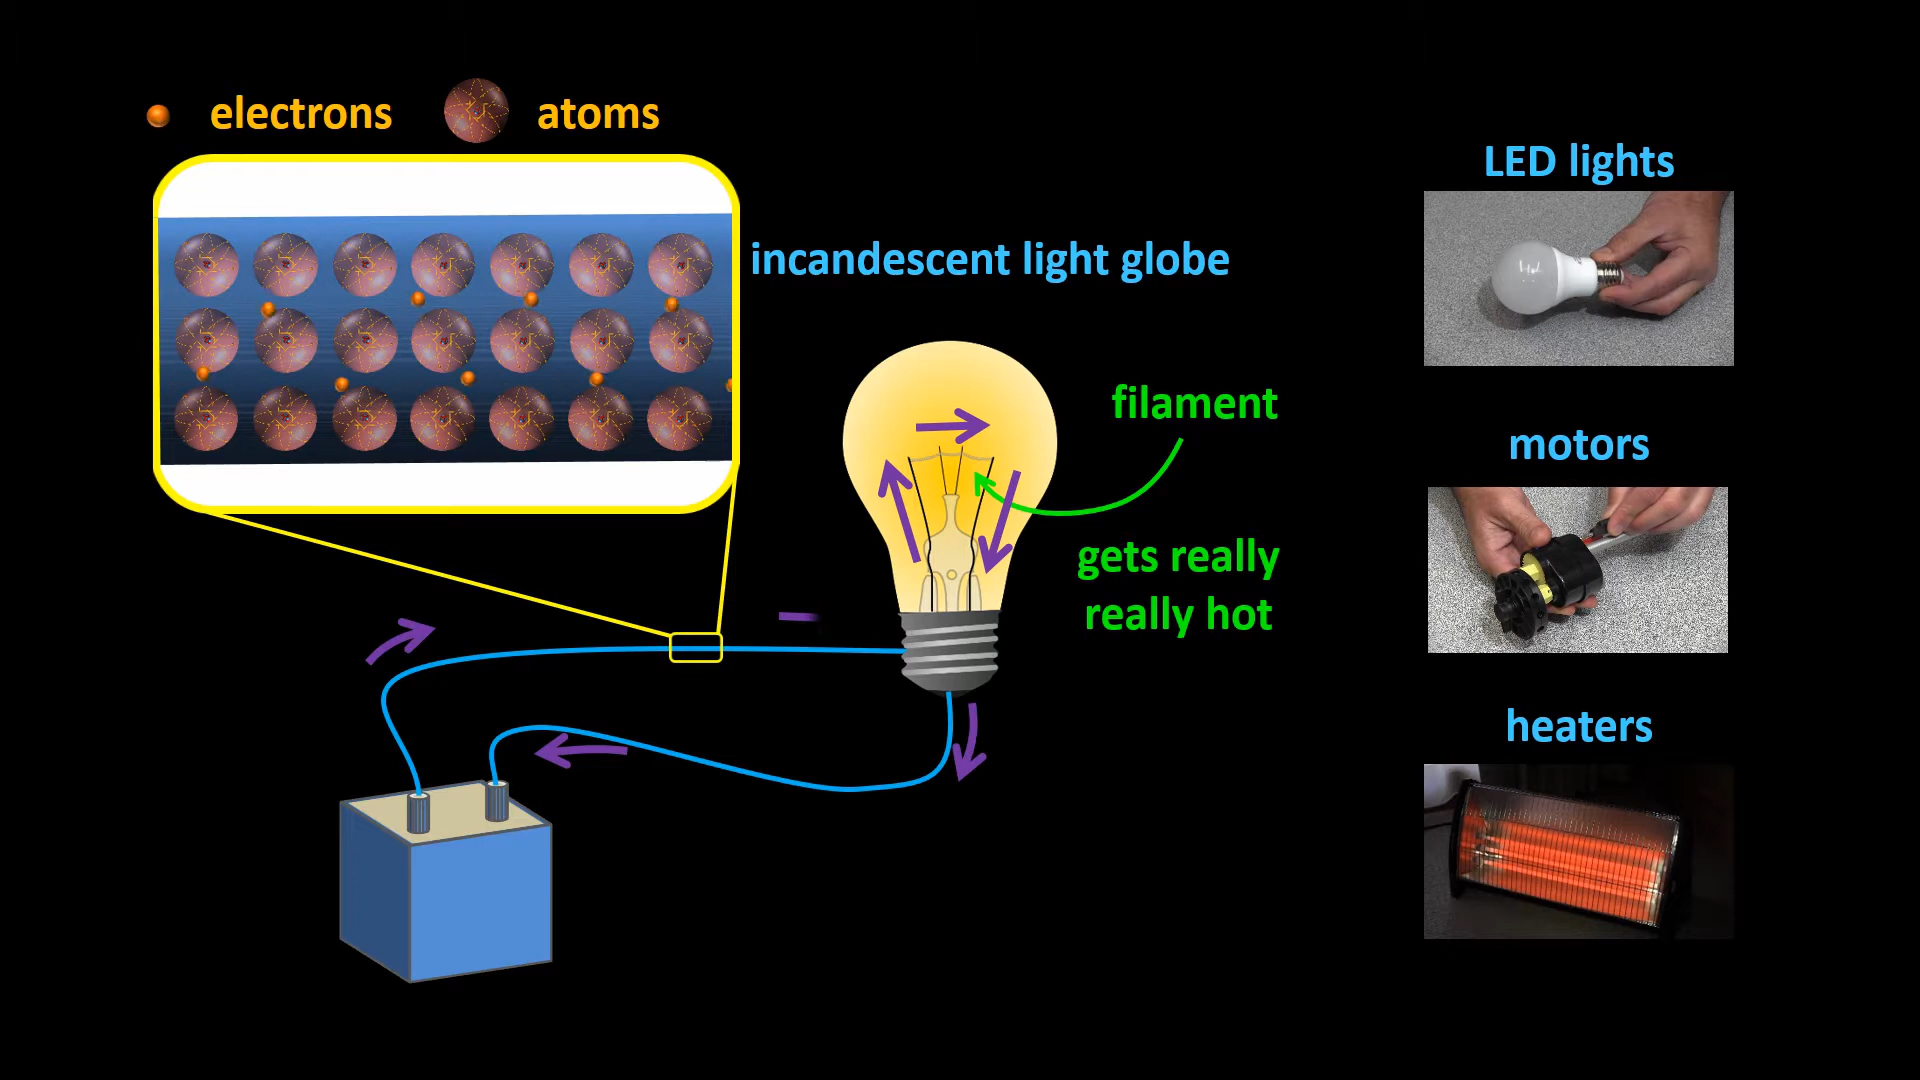 electrons
atoms
incandescent light globe
filament
gets really
really hot
LED lights
motors
heaters